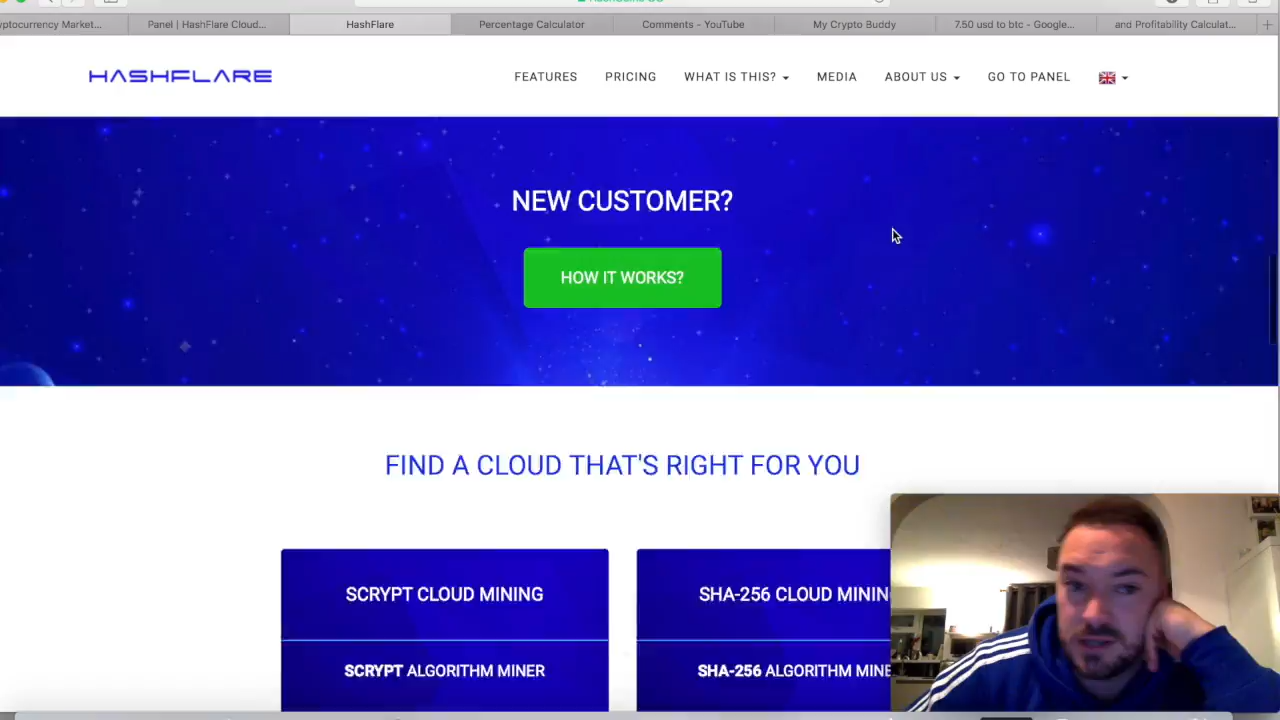 yptocurrency Market...
Panel | HashFlare Cloud...
HashFlare
Percentage Calculator
Comments - YouTube
My Crypto Buddy
7.50 usd to btc - Google...
and Profitability Calculat...
HASHFLARE
FEATURES
PRICING
WHAT IS THIS?
MEDIA
ABOUT US
GO TO PANEL
NEW CUSTOMER?
HOW IT WORKS?
FIND A CLOUD THAT'S RIGHT FOR YOU
SCRYPT CLOUD MINING
SHA-256 CLOUD MININ
SCRYPT ALGORITHM MINER
SHA-256 ALGORITHM MINE